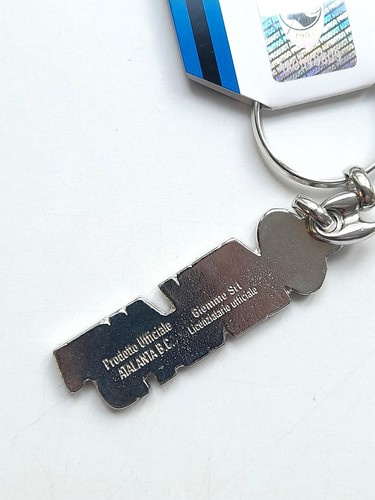 Prodotto Ufficiale
ATALANTA B.C.
Giemme Srl
Licenziatario ufficiale